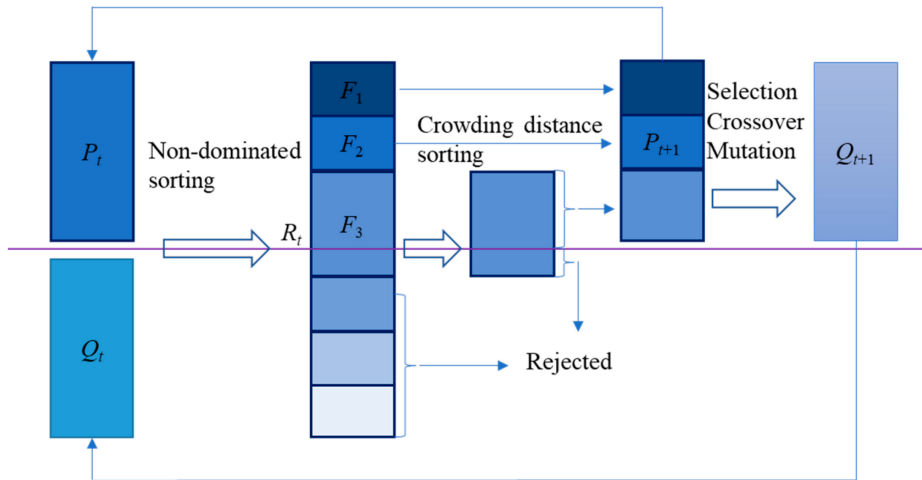 P_t
Non-dominated
sorting
Q_t
R_t
F_1
F_2
F_3
Crowding distance
sorting
Rejected
P_{t+1}
Selection
Crossover
Mutation
Q_{t+1}